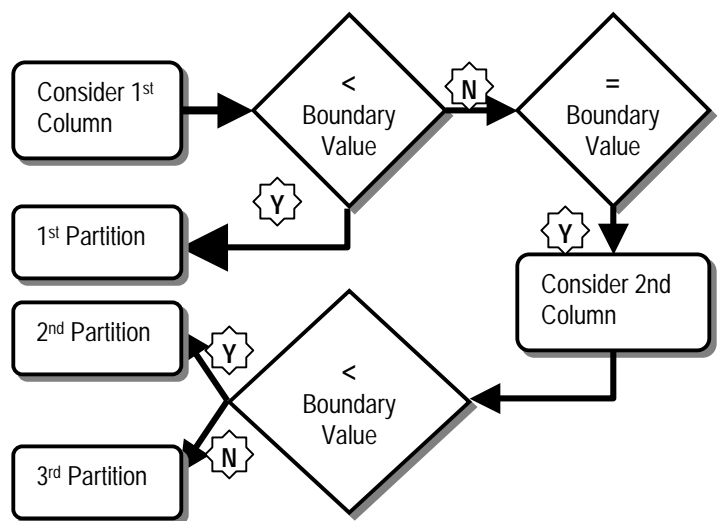 Consider 1st
Column
<
Boundary
Value
N
=
Boundary
Value
Y
1st Partition
Y
Consider 2nd
Column
2nd Partition
Y
<
Boundary
Value
N
3rd Partition